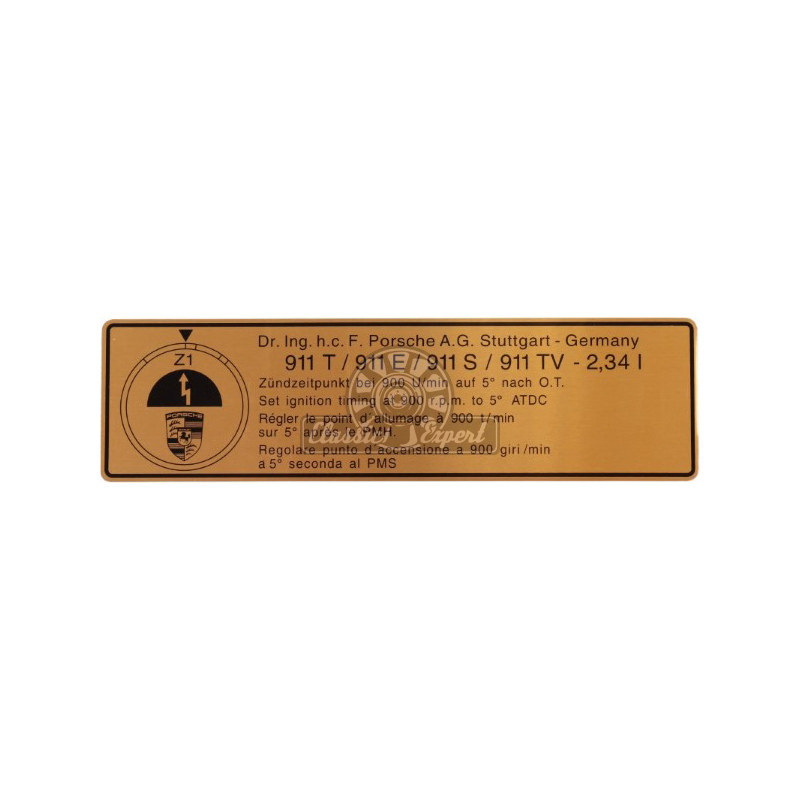 Z1
PORSCHE
Dr. Ing. h.c. F. Porsche A.G. Stuttgart - Germany
911 T / 911 E / 911 S / 911 TV - 2,34 l
Zündzeitpunkt bei 900 U/min auf 5° nach O.T.
Set ignition timing at 900 r.p.m. to 5° ATDC
Régler le point d'allumage à 900 t/min
sur 5° après le PMH
Regolare punto d'accensione a 900 giri/min
a 5° seconda al PMS
Classics Expert